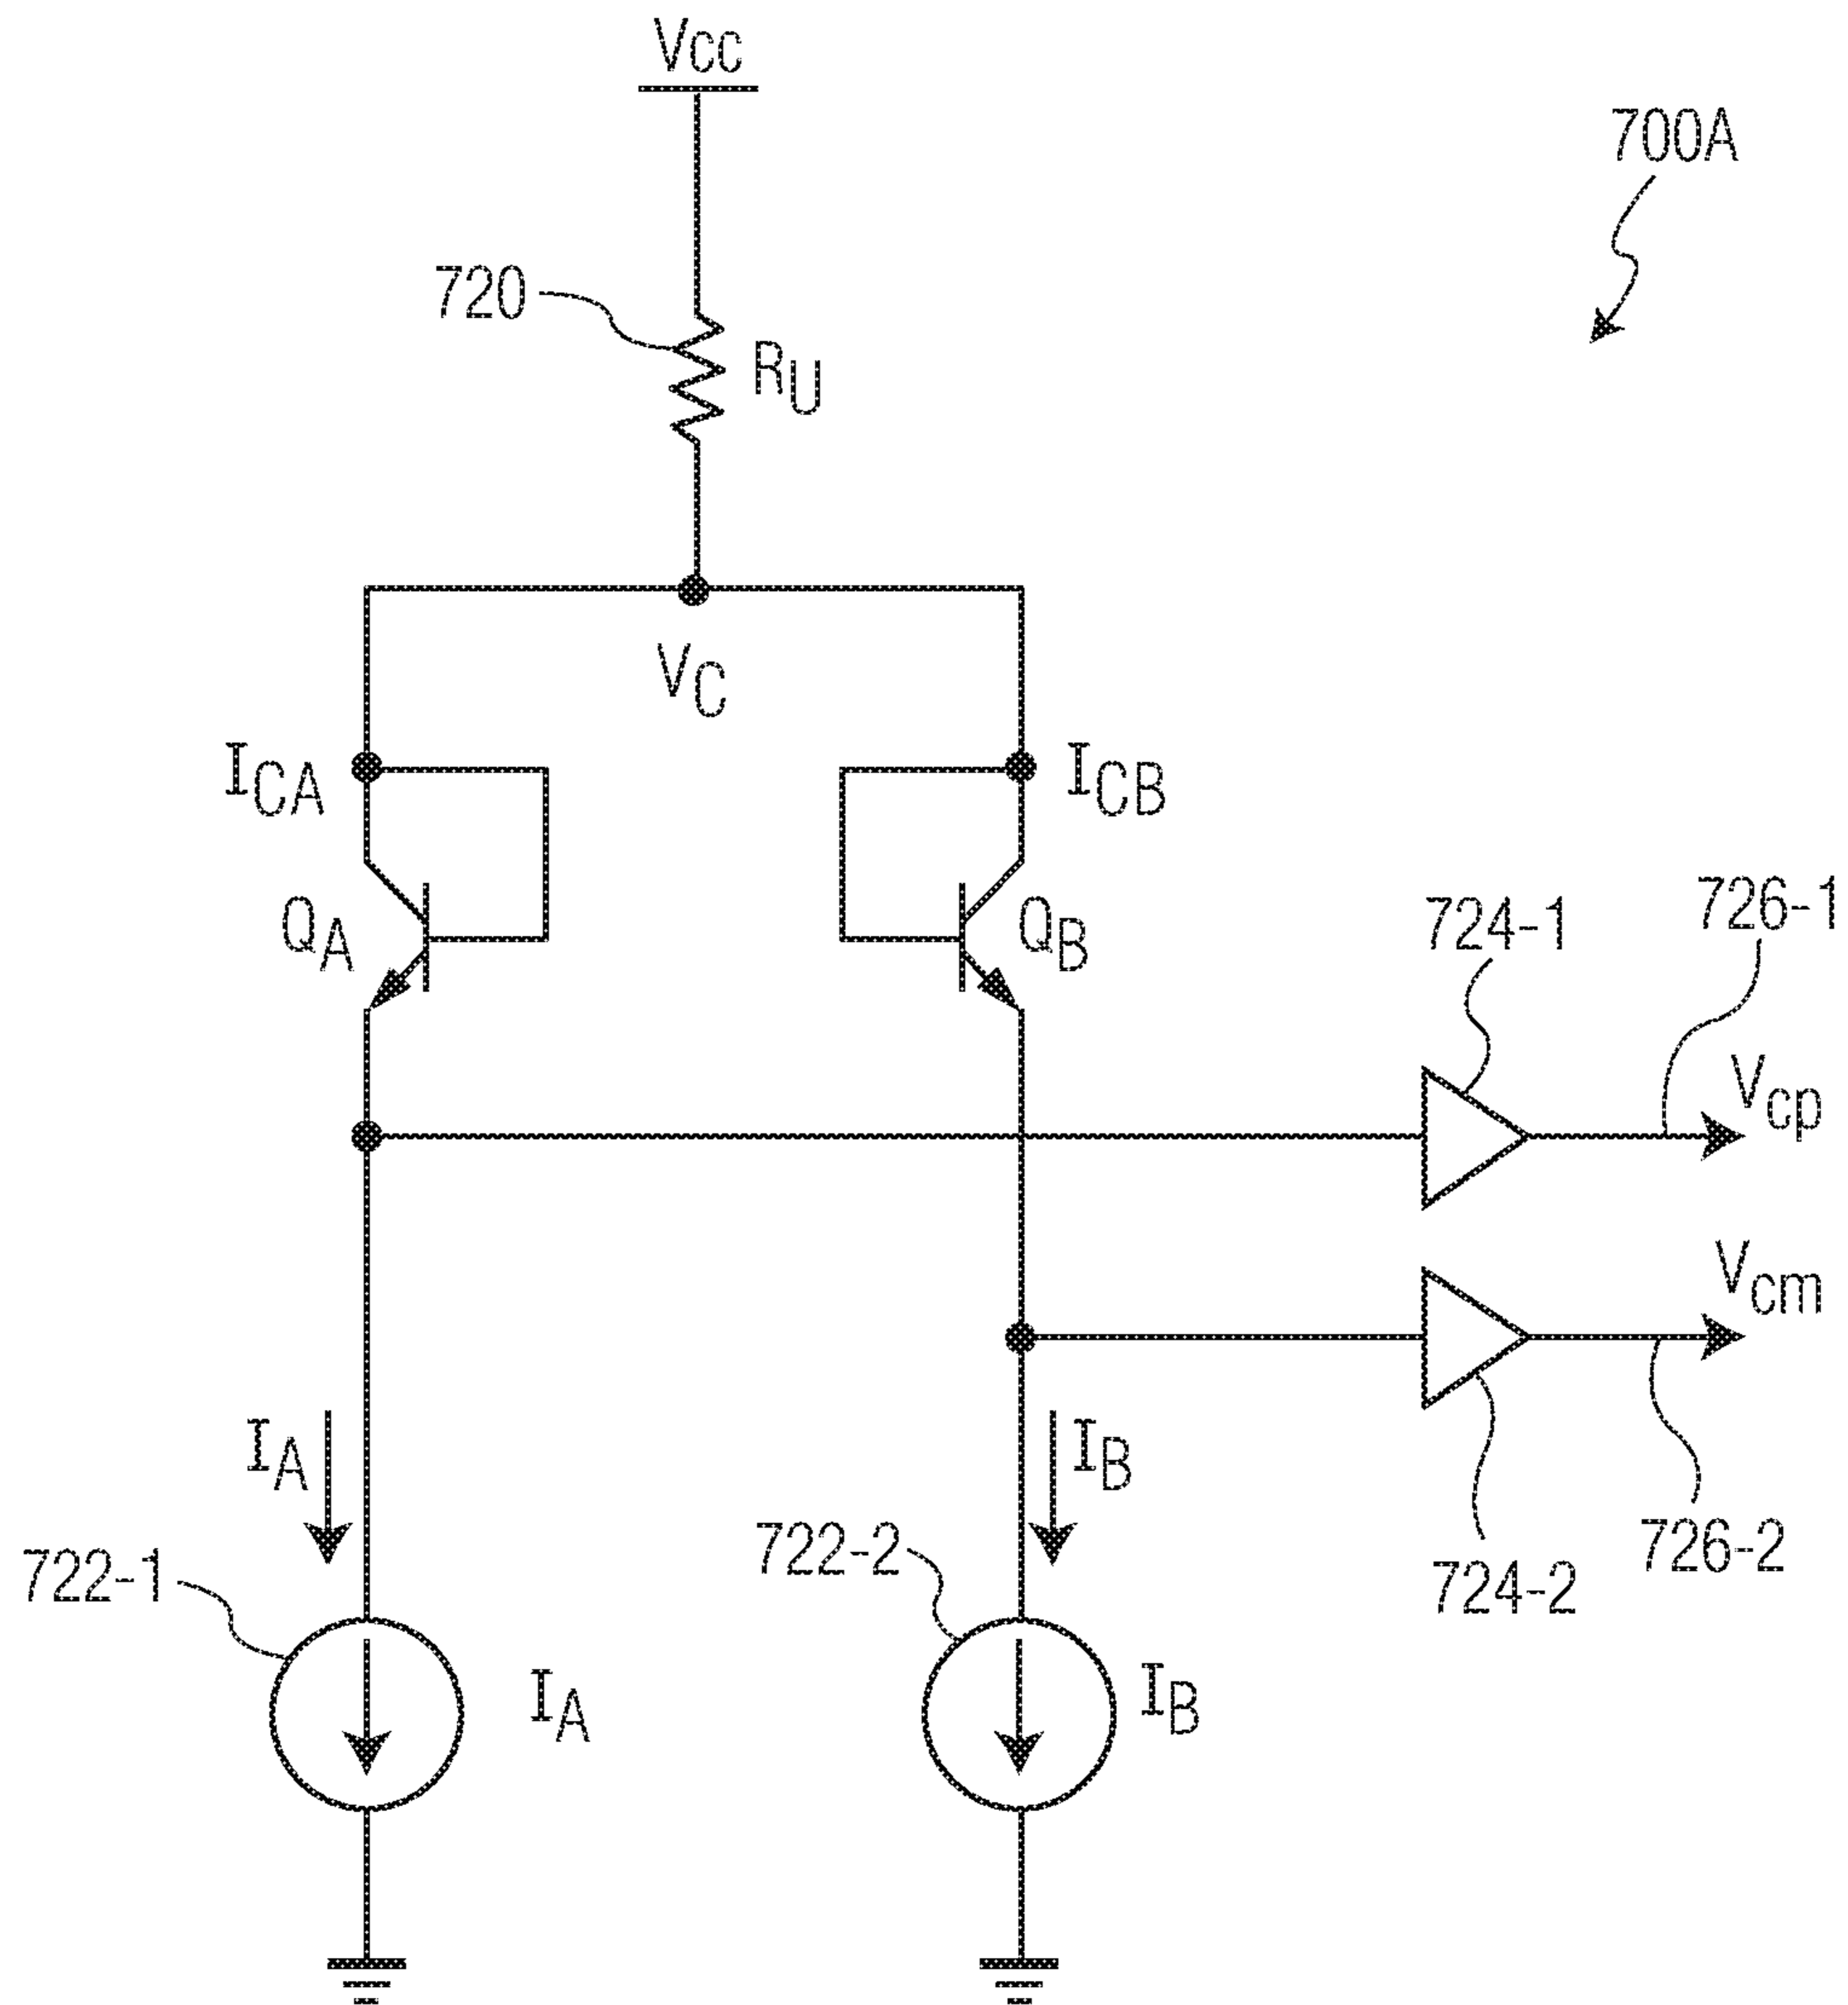 Vcc
700A
720
RU
VC
ICA
ICB
QA
QB
724-1
726-1
Vcp
Vcm
IA
IB
722-1
722-2
726-2
724-2
IA
IB